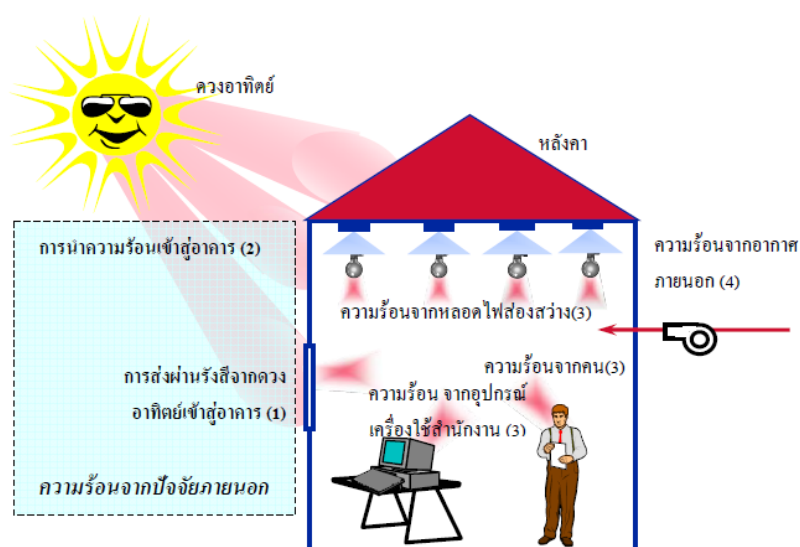 ดวงอาทิตย์
หลังคา
การนำความร้อนเข้าสู่อาคาร (2)
ความร้อนจากอากาศ
ภายนอก (4)
ความร้อนจากหลอดไฟส่องสว่าง(3)
ความร้อนจากคน(3)
การส่งผ่านรังสีจากดวง
อาทิตย์เข้าสู่อาคาร (1)
ความร้อน จากอุปกรณ์
เครื่องใช้สำนักงาน (3)
ความร้อนจากปัจจัยภายนอก